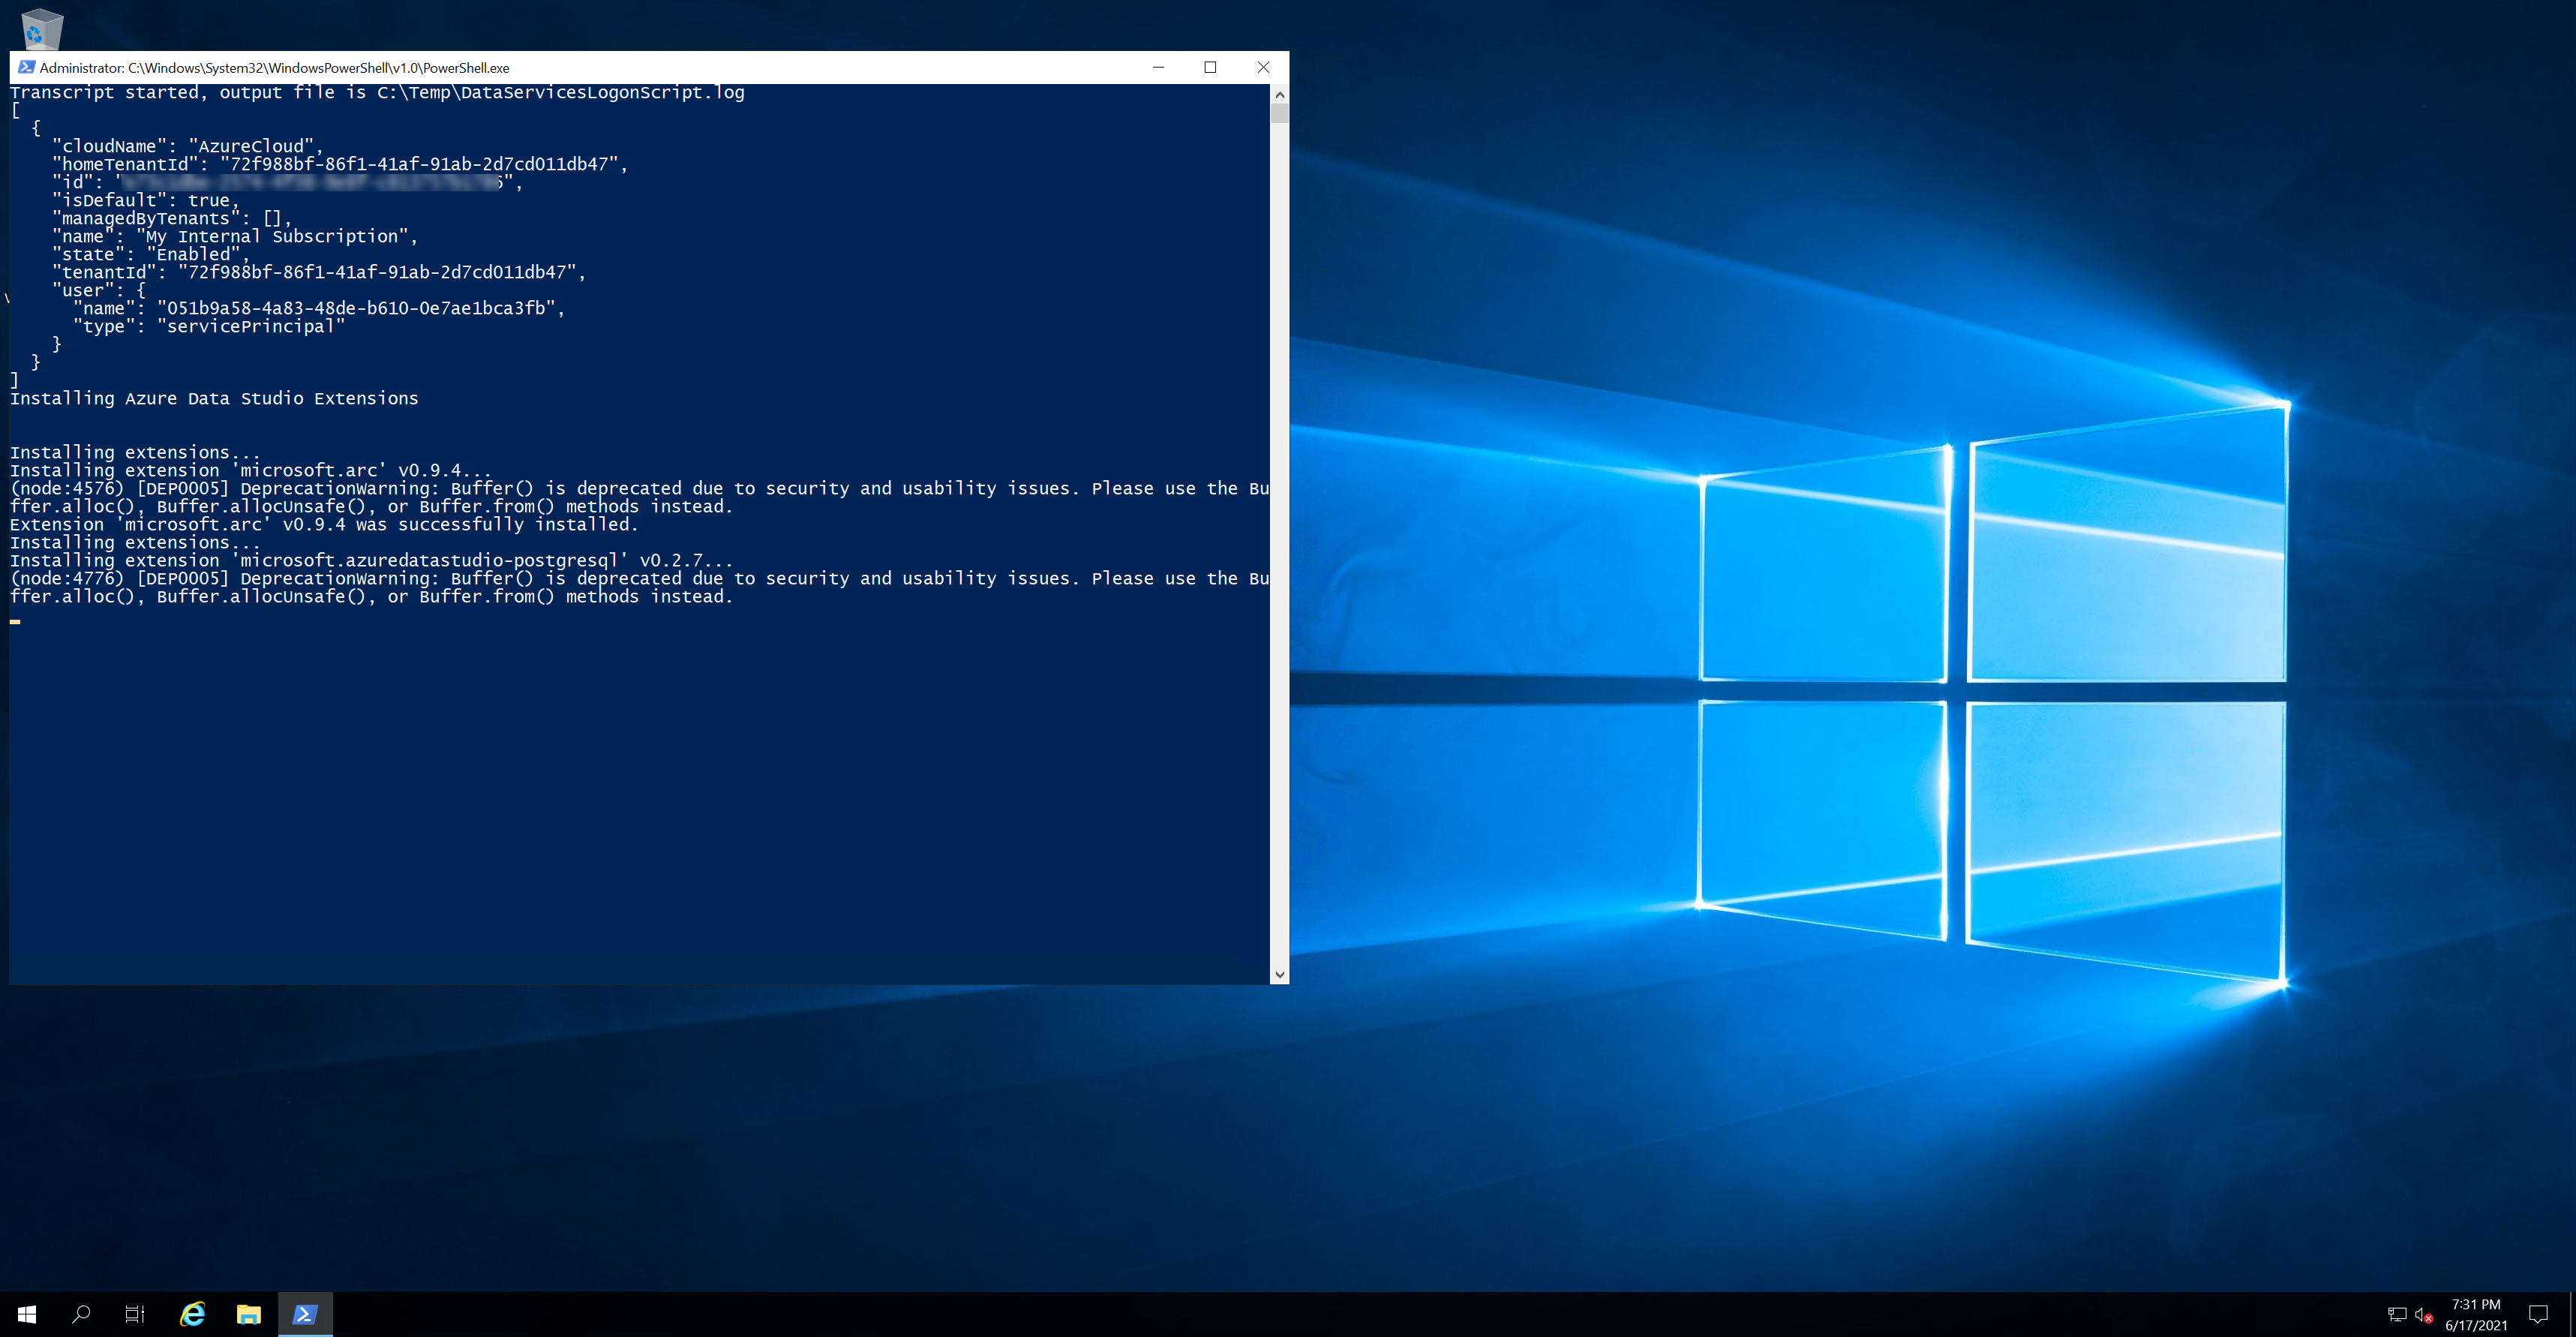 Administrator: C:\Windows\System32\WindowsPowerShell\v1.0\PowerShell.exe
Transcript started, output file is C:\Temp\DataServicesLogonScript.log
[
  {
    "cloudName": "AzureCloud",
    "homeTenantId": "72f988bf-86f1-41af-91ab-2d7cd011db47",
    "id": "
    "isDefault": true,
    "managedByTenants": [],
    "name": "My Internal Subscription",
    "state": "Enabled",
    "tenantId": "72f988bf-86f1-41af-91ab-2d7cd011db47",
    "user": {
      "name": "051b9a58-4a83-48de-b610-0e7ae1bca3fb",
      "type": "servicePrincipal"
    }
  }
]
Installing Azure Data Studio Extensions
Installing extensions...
Installing extension 'microsoft.arc' v0.9.4...
(node:4576) [DEP0005] DeprecationWarning: Buffer() is deprecated due to security and usability issues. Please use the Bu
ffer.alloc(), Buffer.allocUnsafe(), or Buffer.from() methods instead.
Extension 'microsoft.arc' v0.9.4 was successfully installed.
Installing extensions...
Installing extension 'microsoft.azuredatastudio-postgresql' v0.2.7...
(node:4776) [DEP0005] DeprecationWarning: Buffer() is deprecated due to security and usability issues. Please use the Bu
ffer.alloc(), Buffer.allocUnsafe(), or Buffer.from() methods instead.
7:31 PM
6/17/2021